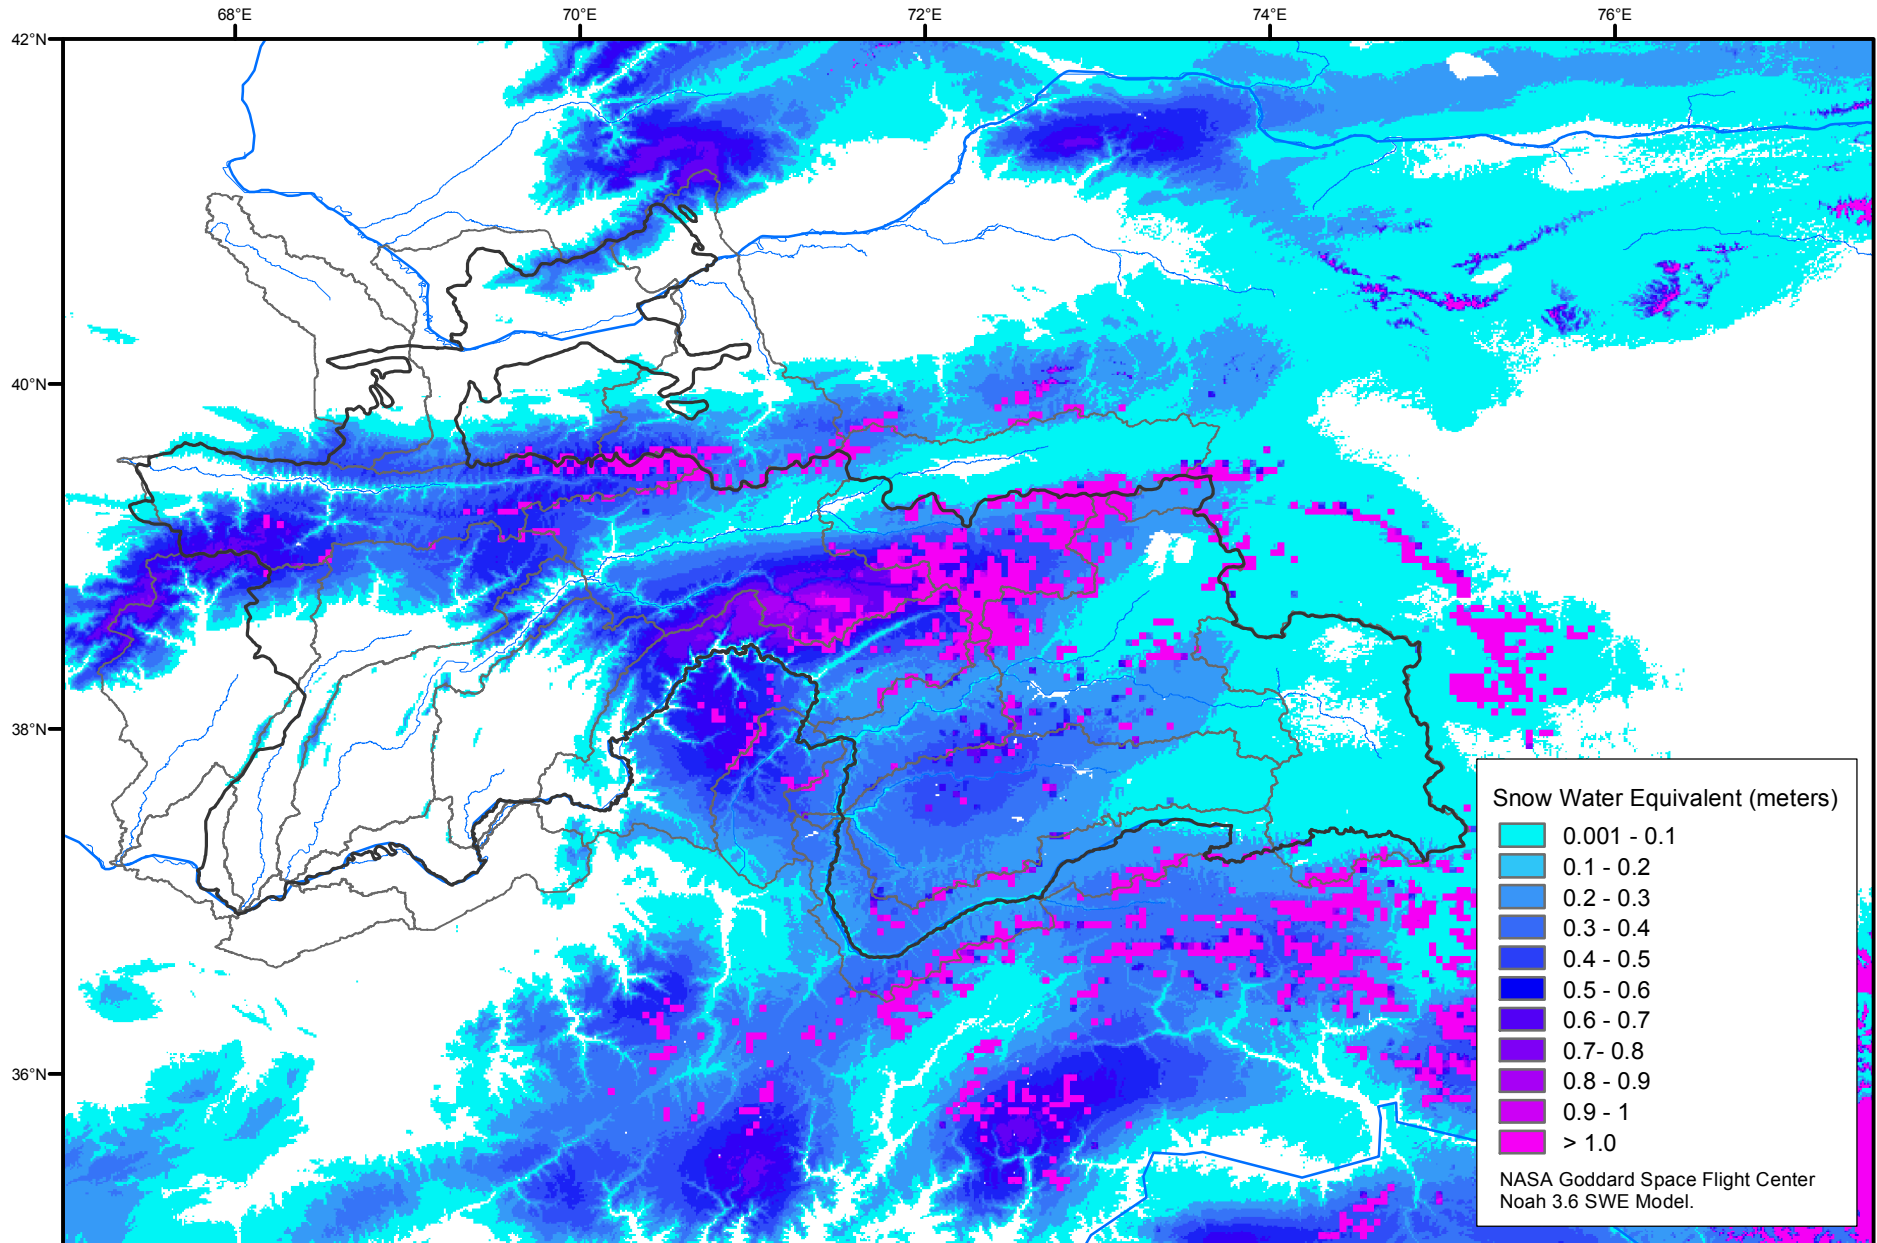 68°E 70°E 72°E 74°E 76°E
42°N
40°N
38°N
36°N
Snow Water Equivalent (meters)
0.001 - 0.1
0.1 - 0.2
0.2 - 0.3
0.3 - 0.4
0.4 - 0.5
0.5 - 0.6
0.6 - 0.7
0.7- 0.8
0.8 - 0.9
0.9 - 1
> 1.0
NASA Goddard Space Flight Center
Noah 3.6 SWE Model.